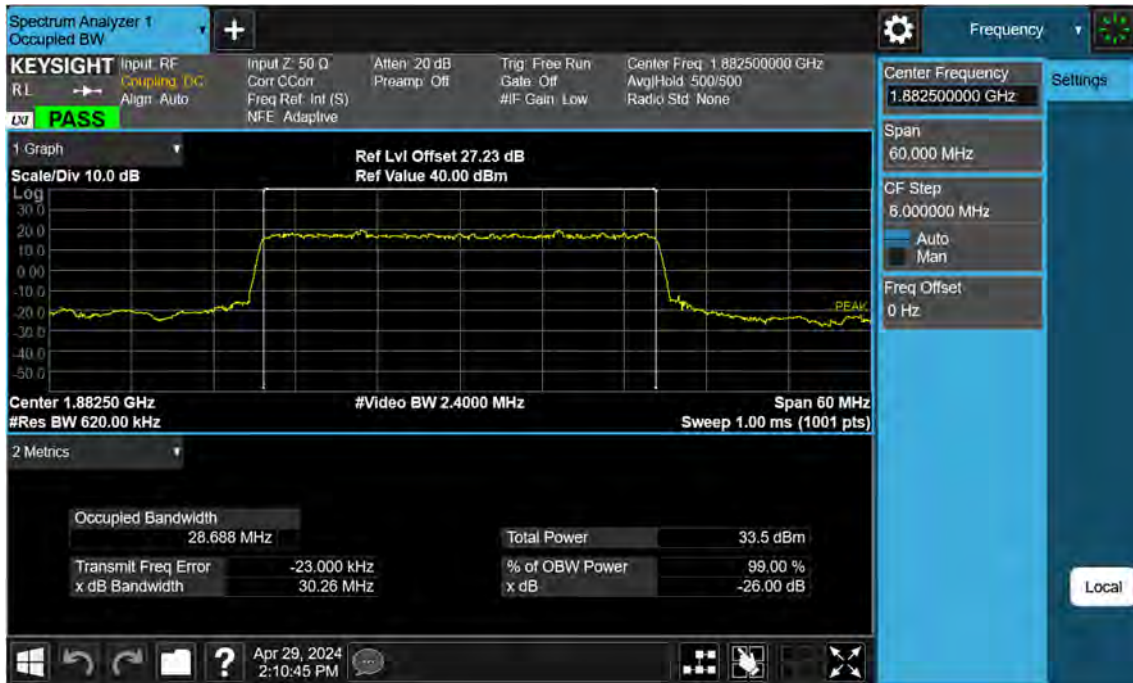 Spectrum Analyzer 1
Occupied BW
+
Frequency
KEYSIGHT
RL
LXI
PASS
Input: RF
Coupling: DC
Align: Auto
Input Z: 50 Ω
Corr CCorr
Freq Ref: Int (S)
NFE: Adaptive
Atten: 20 dB
Preamp: Off
Trig: Free Run
Gate: Off
#IF Gain: Low
Center Freq: 1.882500000 GHz
Avg|Hold: 500/500
Radio Std: None
Center Frequency
1.882500000 GHz
Settings
Span
60.000 MHz
CF Step
6.000000 MHz
Auto
Man
Freq Offset
0 Hz
1 Graph
Scale/Div 10.0 dB
Ref Lvl Offset 27.23 dB
Ref Value 40.00 dBm
Log
30.0
20.0
10.0
0.00
-10.0
-20.0
-30.0
-40.0
-50.0
PEAK
Center 1.88250 GHz
#Video BW 2.4000 MHz
Span 60 MHz
#Res BW 620.00 kHz
Sweep 1.00 ms (1001 pts)
2 Metrics
Occupied Bandwidth
28.688 MHz
Total Power 33.5 dBm
Transmit Freq Error -23.000 kHz
% of OBW Power 99.00 %
x dB Bandwidth 30.26 MHz
x dB -26.00 dB
Local
?
Apr 29, 2024
2:10:45 PM